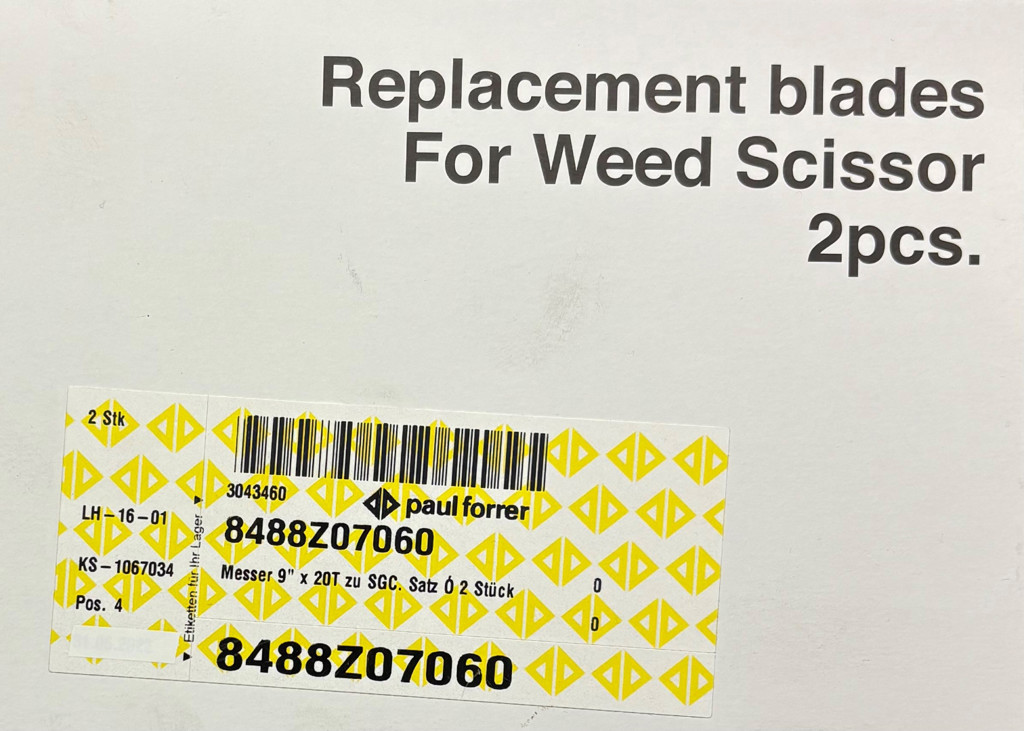 Replacement blades
For Weed Scissor
2pcs.
2 Stk
LH-16-01
KS-1067034
Pos. 4
Etiketten für Ihr Lager
3043460
paul forrer
8488Z07060
Messer 9" x 20T zu SGC. Satz Ó 2 Stück
0
0
8488Z07060